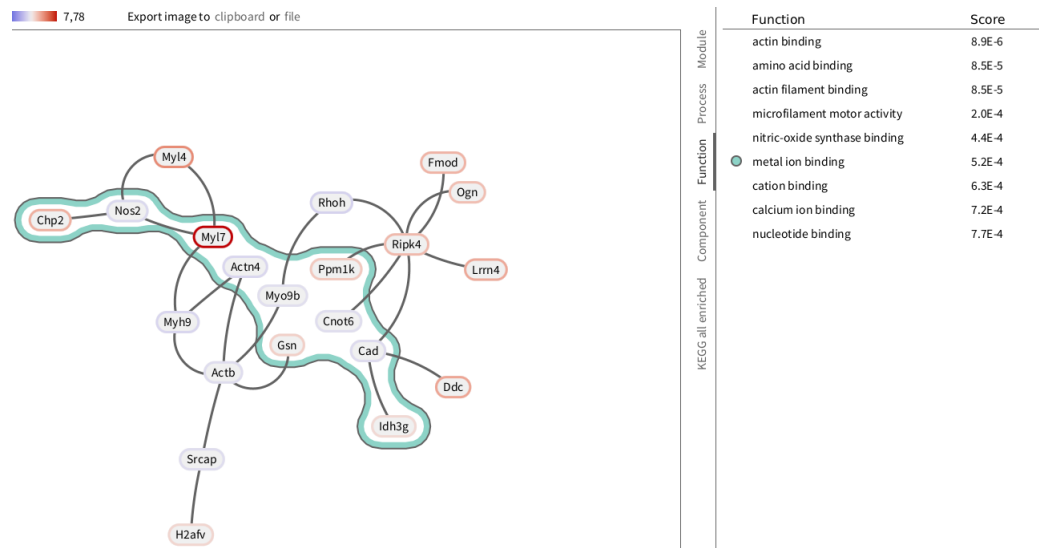 7,78 Export image to clipboard or file
Myl4
Fmod
Ogn
Rhoh
Nos2
Chp2
Myl7
Ripk4
Actn4
Ppm1k
Lrrn4
Myo9b
Myh9
Cnot6
Gsn
Cad
Actb
Ddc
Idh3g
Srcap
H2afv
Module
Process
Function
Component
KEGG all enriched
Function Score
actin binding 8.9E-6
amino acid binding 8.5E-5
actin filament binding 8.5E-5
microfilament motor activity 2.0E-4
nitric-oxide synthase binding 4.4E-4
metal ion binding 5.2E-4
cation binding 6.3E-4
calcium ion binding 7.2E-4
nucleotide binding 7.7E-4